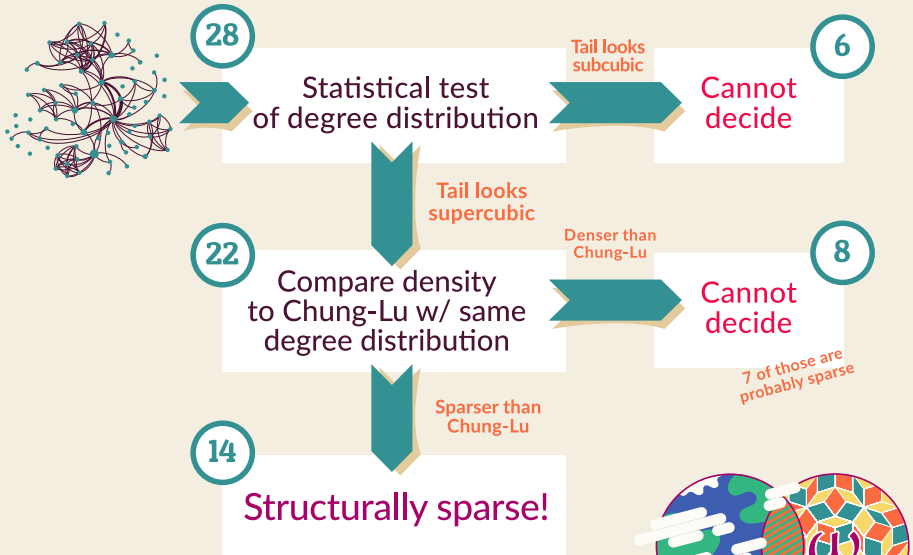 28
Statistical test
of degree distribution
Tail looks
subcubic
6
Cannot
decide
Tail looks
supercubic
22
Compare density
to Chung-Lu w/ same
degree distribution
Denser than
Chung-Lu
8
Cannot
decide
7 of those are
probably sparse
Sparser than
Chung-Lu
14
Structurally sparse!